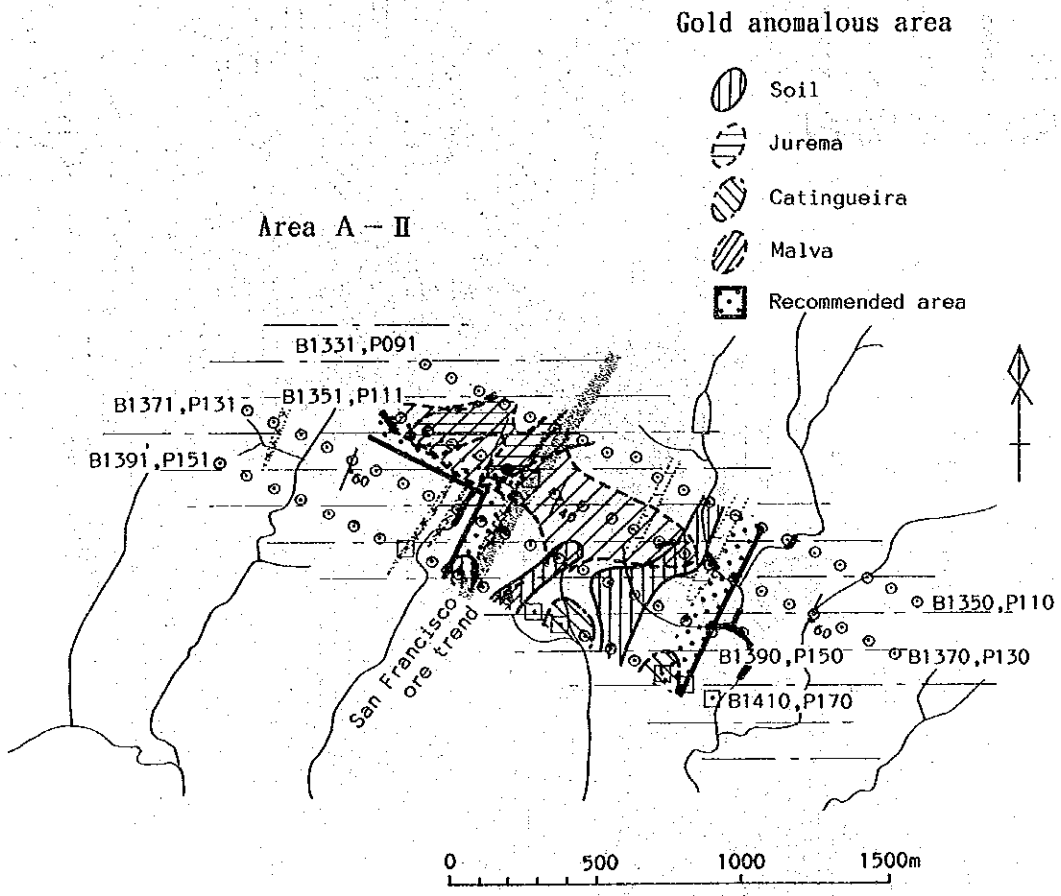 Gold anomalous area
Soil
Jurema
Catingueira
Malva
Recommended area
Area A - II
B1331,P091
B1351,P111
B1371,P131
B1391,P151
60
40
San Francisco
ore trend
B1350,P110
60
B1390,P150
B1370,P130
B1410,P170
0 500 1000 1500m